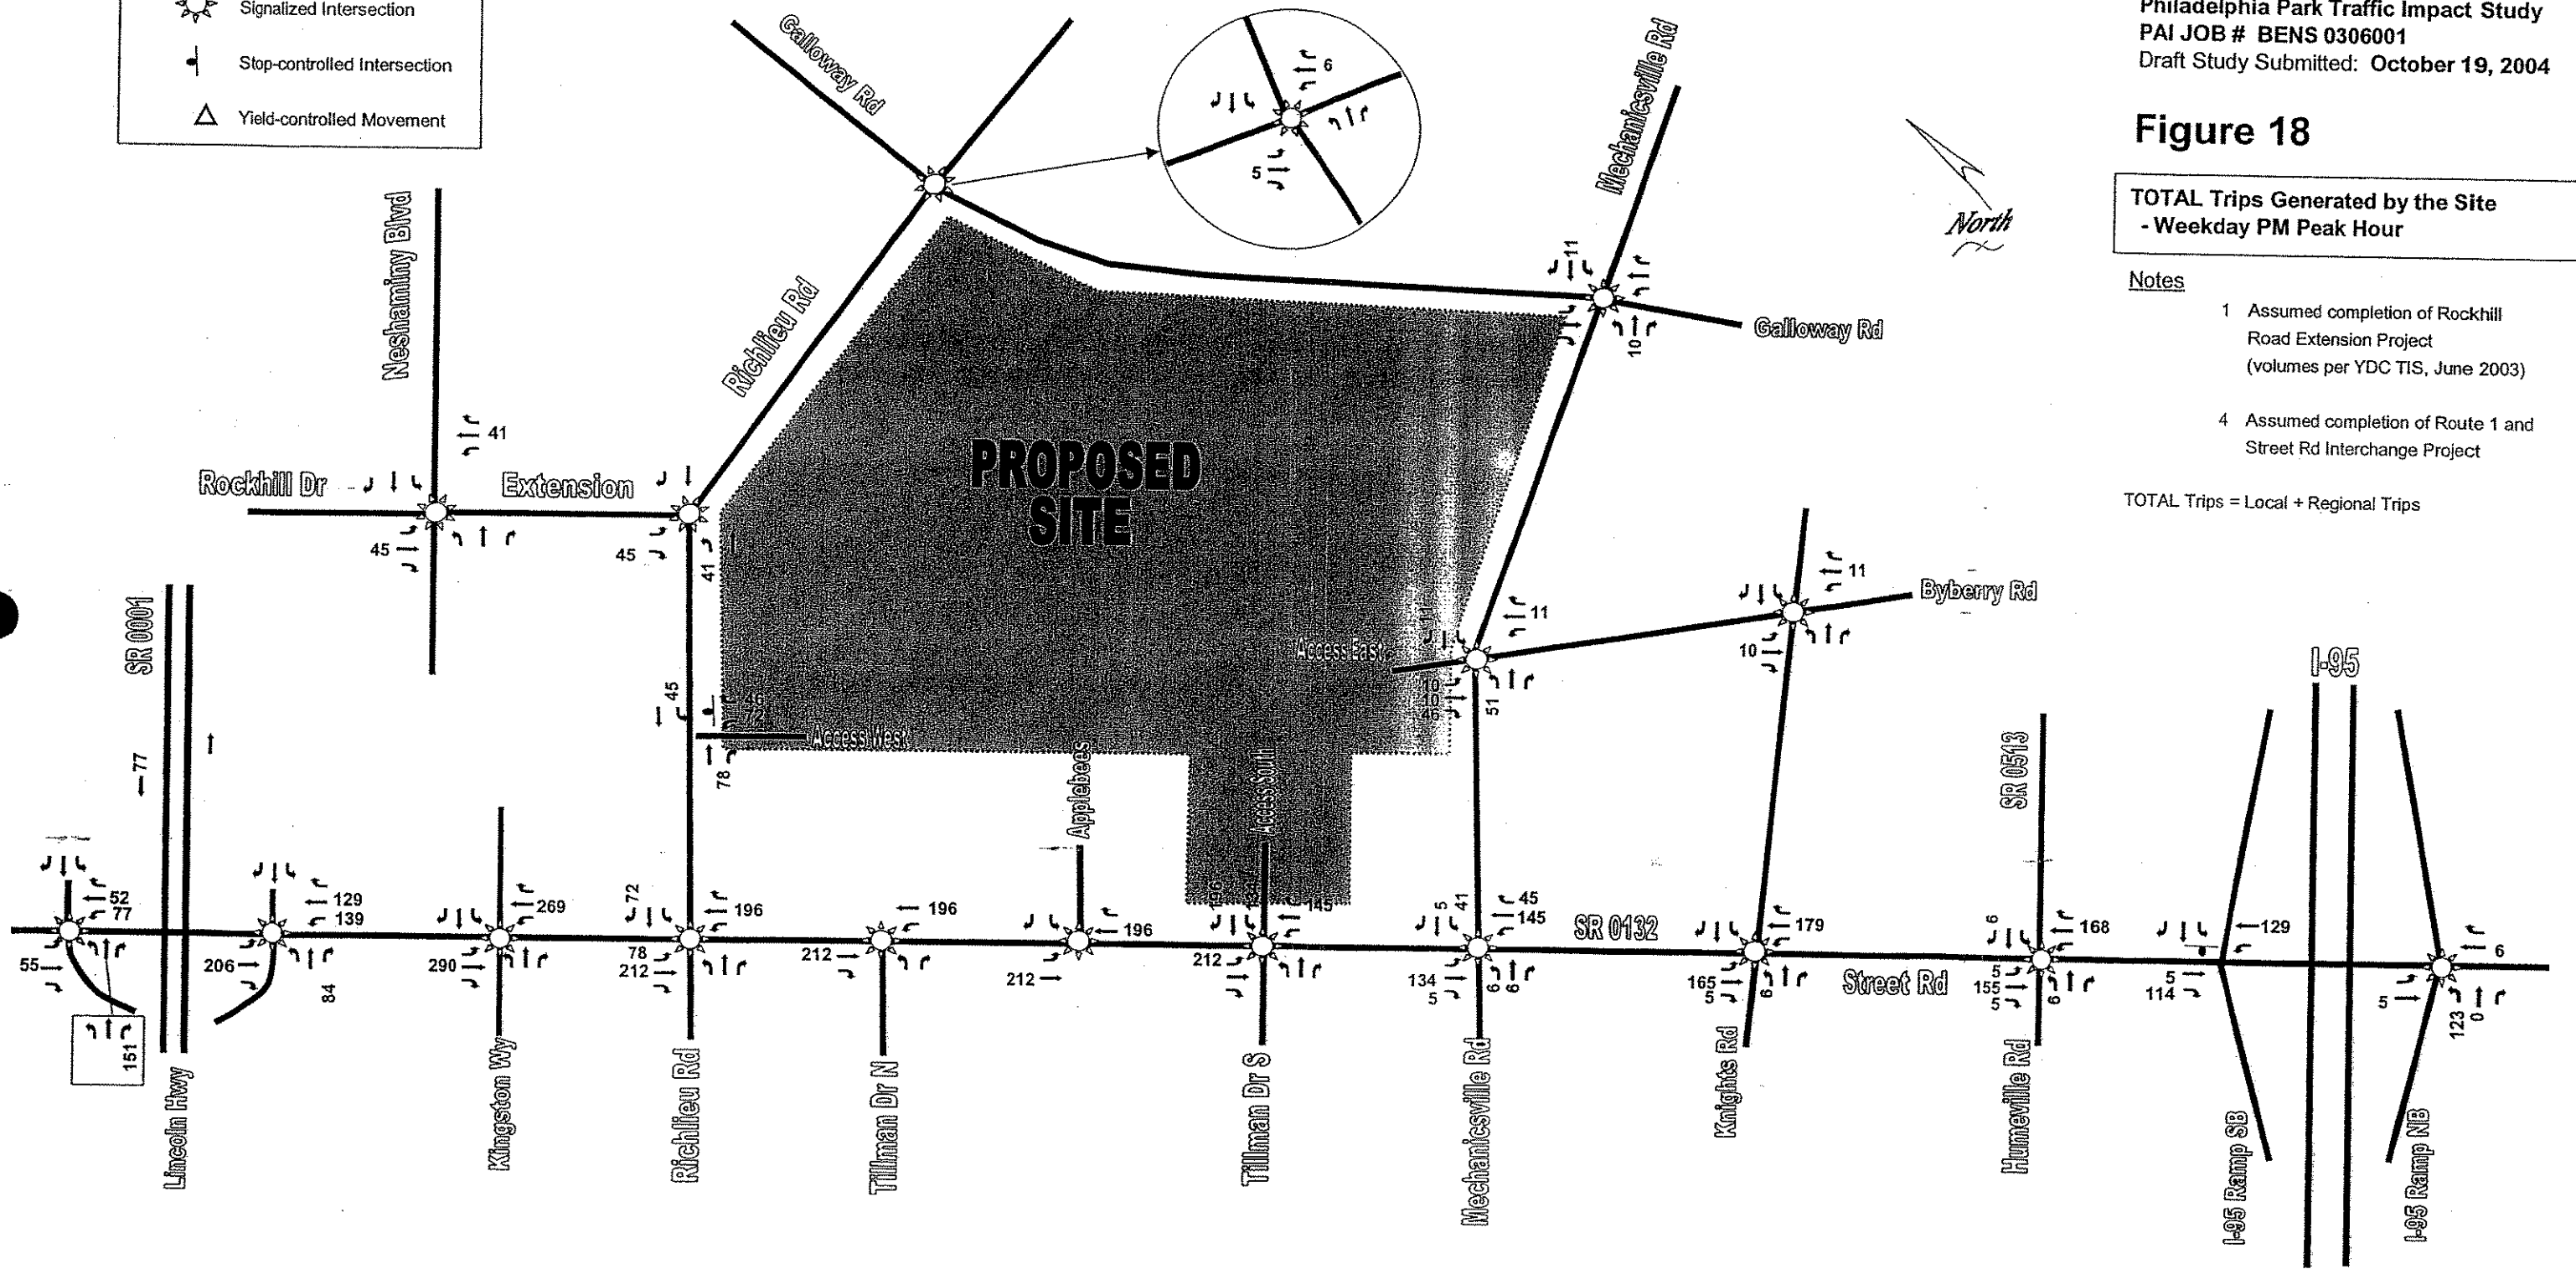 Signalized Intersection
Stop-controlled Intersection
Yield-controlled Movement
Philadelphia Park Traffic Impact Study
PAI JOB # BENS 0306001
Draft Study Submitted: October 19, 2004
Figure 18
TOTAL Trips Generated by the Site
- Weekday PM Peak Hour
Notes
1 Assumed completion of Rockhill
Road Extension Project
(volumes per YDC TIS, June 2003)
4 Assumed completion of Route 1 and
Street Rd Interchange Project
TOTAL Trips = Local + Regional Trips
North
Galloway Rd
6
5
Mechanicsville Rd
11
10
Galloway Rd
Neshaminy Blvd
Richlieu Rd
41
Rockhill Dr
Extension
45
45
41
PROPOSED
SITE
11
Byberry Rd
10
11
11
Access East
10
10
46
51
SR 0001
77
45
46
72
Access West
78
Applebees
Access South
SR 0513
I-95
52
77
55
151
129
139
206
84
269
290
72
196
78
212
196
212
196
212
196
145
212
5
41
45
145
134
5
6
6
SR 0132
179
165
5
6
Street Rd
6
168
5
155
5
6
129
5
114
6
5
123
0
Lincoln Hwy
Kingston Wy
Richlieu Rd
Tillman Dr N
Tillman Dr S
Mechanicsville Rd
Knights Rd
Humeville Rd
I-95 Ramp SB
I-95 Ramp NB